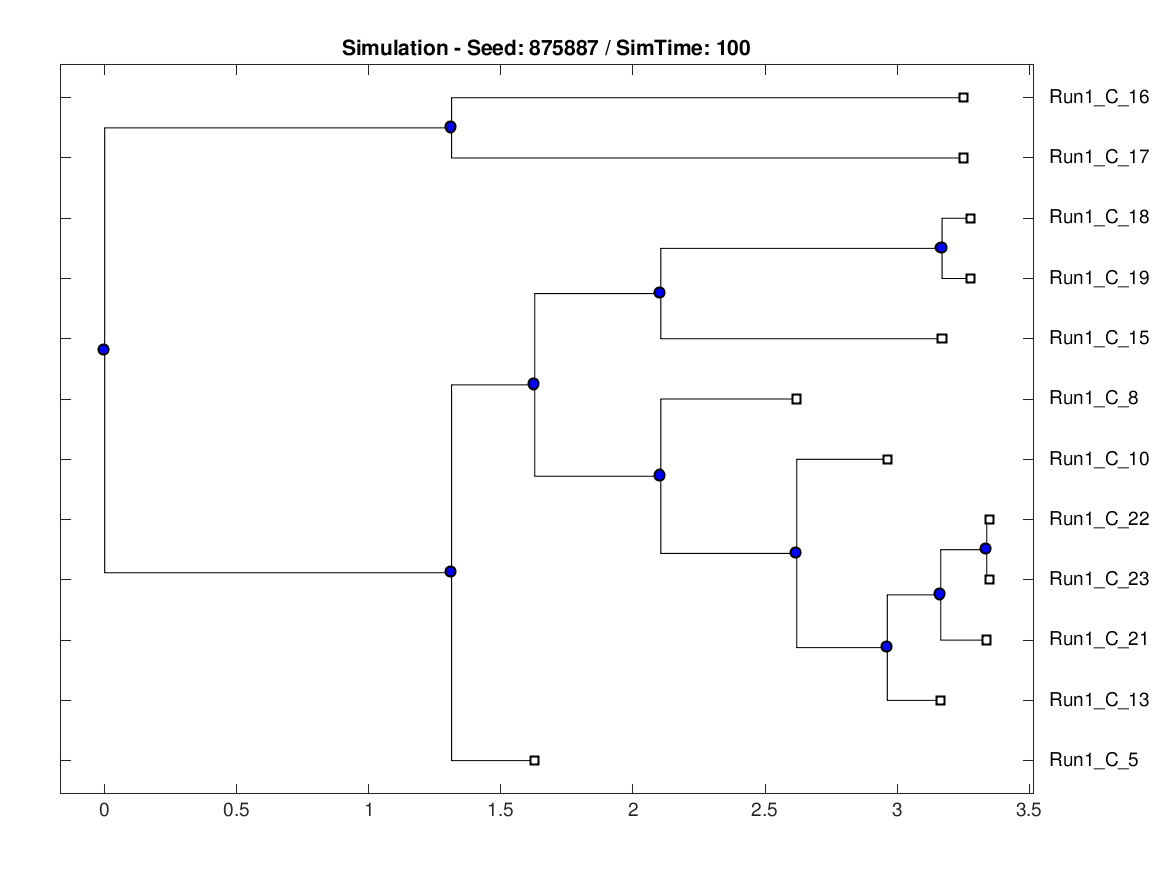 Simulation - Seed: 875887 / SimTime: 100
Run1_C_16
Run1_C_17
Run1_C_18
Run1_C_19
Run1_C_15
Run1_C_8
Run1_C_10
Run1_C_22
Run1_C_23
Run1_C_21
Run1_C_13
Run1_C_5
0 0.5 1 1.5 2 2.5 3 3.5